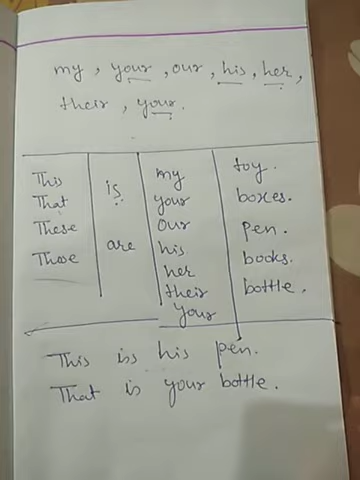 my, your, our, his, her,
their, your.
This is my toy.
That your boxes.
These our pen.
Those are his books.
her bottle.
their
your
This iss his pen.
That is your bottle.